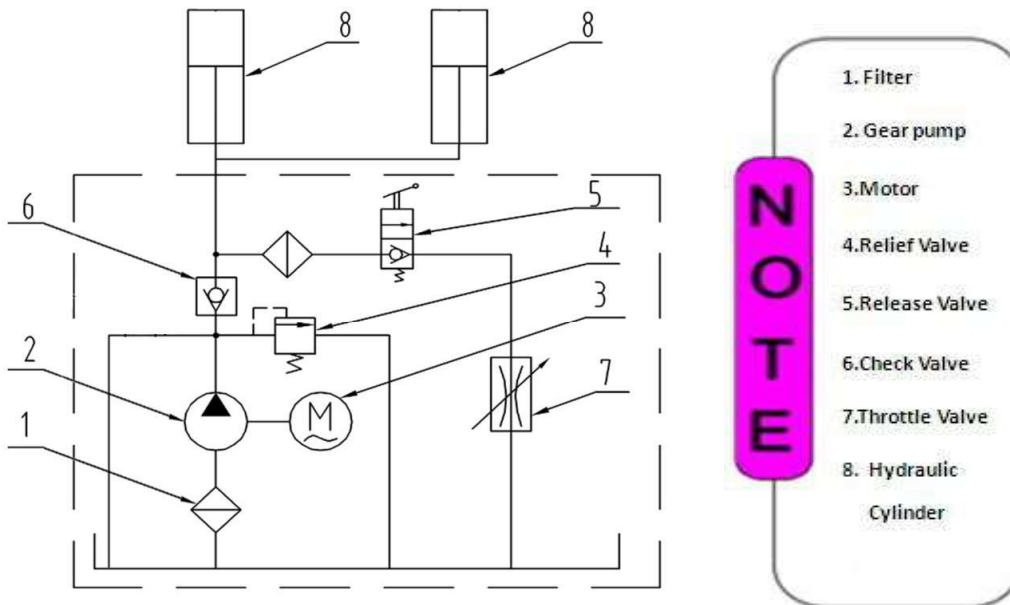 8
8
6
5
4
3
2
7
1
M
NOTE
1. Filter
2. Gear pump
3.Motor
4.Relief Valve
5.Release Valve
6.Check Valve
7.Throttle Valve
8. Hydraulic
Cylinder